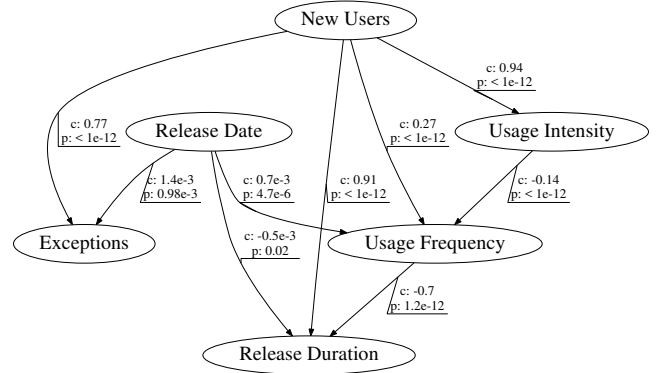 New Users
c: 0.94
p: < 1e-12
c: 0.77
p: < 1e-12
Release Date
c: 0.27
p: < 1e-12
Usage Intensity
c: 1.4e-3
p: 0.98e-3
c: 0.7e-3
p: 4.7e-6
c: 0.91
p: < 1e-12
c: -0.14
p: < 1e-12
Exceptions
c: -0.5e-3
p: 0.02
Usage Frequency
c: -0.7
p: 1.2e-12
Release Duration